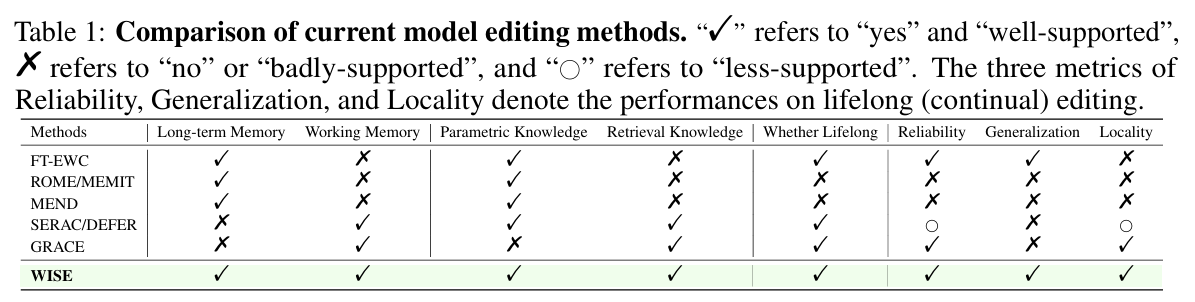 Table 1: Comparison of current model editing methods. “✓” refers to “yes” and “well-supported”,
✗ refers to “no” or “badly-supported”, and “○” refers to “less-supported”. The three metrics of
Reliability, Generalization, and Locality denote the performances on lifelong (continual) editing.
Methods Long-term Memory Working Memory Parametric Knowledge Retrieval Knowledge Whether Lifelong Reliability Generalization Locality
FT-EWC ✓ ✗ ✓ ✗ ✓ ✓ ✓ ✗
ROME/MEMIT ✓ ✗ ✓ ✗ ✗ ✗ ✗ ✗
MEND ✓ ✗ ✓ ✗ ✗ ✗ ✗ ✗
SERAC/DEFER ✗ ✓ ✓ ✓ ✓ ○ ✗ ○
GRACE ✗ ✓ ✗ ✓ ✓ ✓ ✗ ✓
WISE ✓ ✓ ✓ ✓ ✓ ✓ ✓ ✓